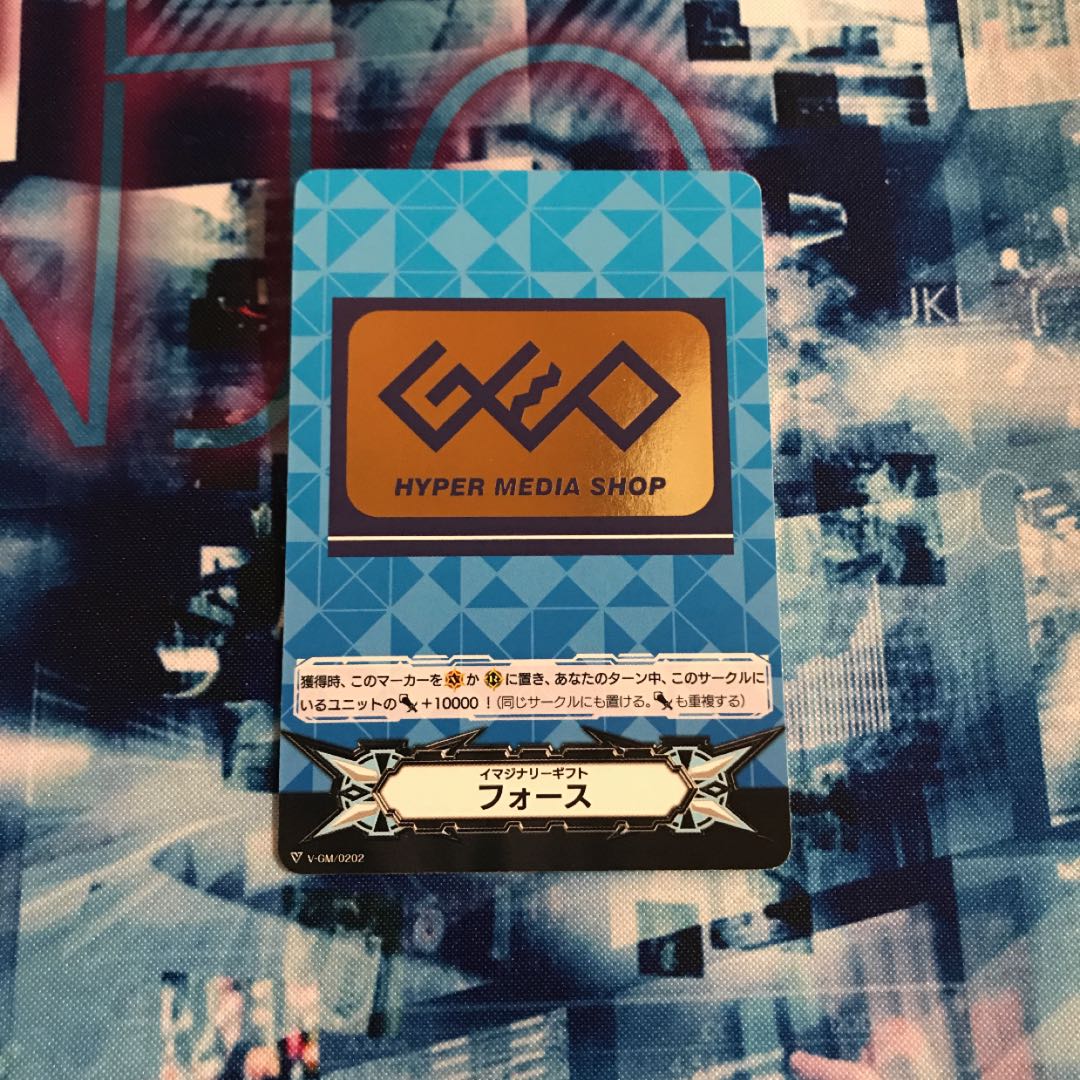 JK
GEO
HYPER MEDIA SHOP
獲得時、このマーカーをVかRに置き、あなたのターン中、このサークルに
いるユニットの+10000！(同じサークルにも置ける。も重複する)
イマジナリーギフト
フォース
V-GM/0202